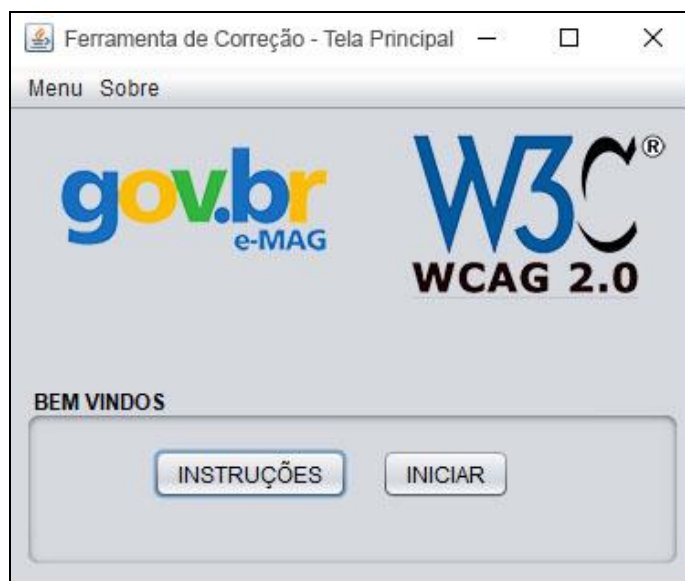 Ferramenta de Correção - Tela Principal
Menu Sobre
gov.br
e-MAG
W3C®
WCAG 2.0
BEM VINDOS
INSTRUÇÕES INICIAR